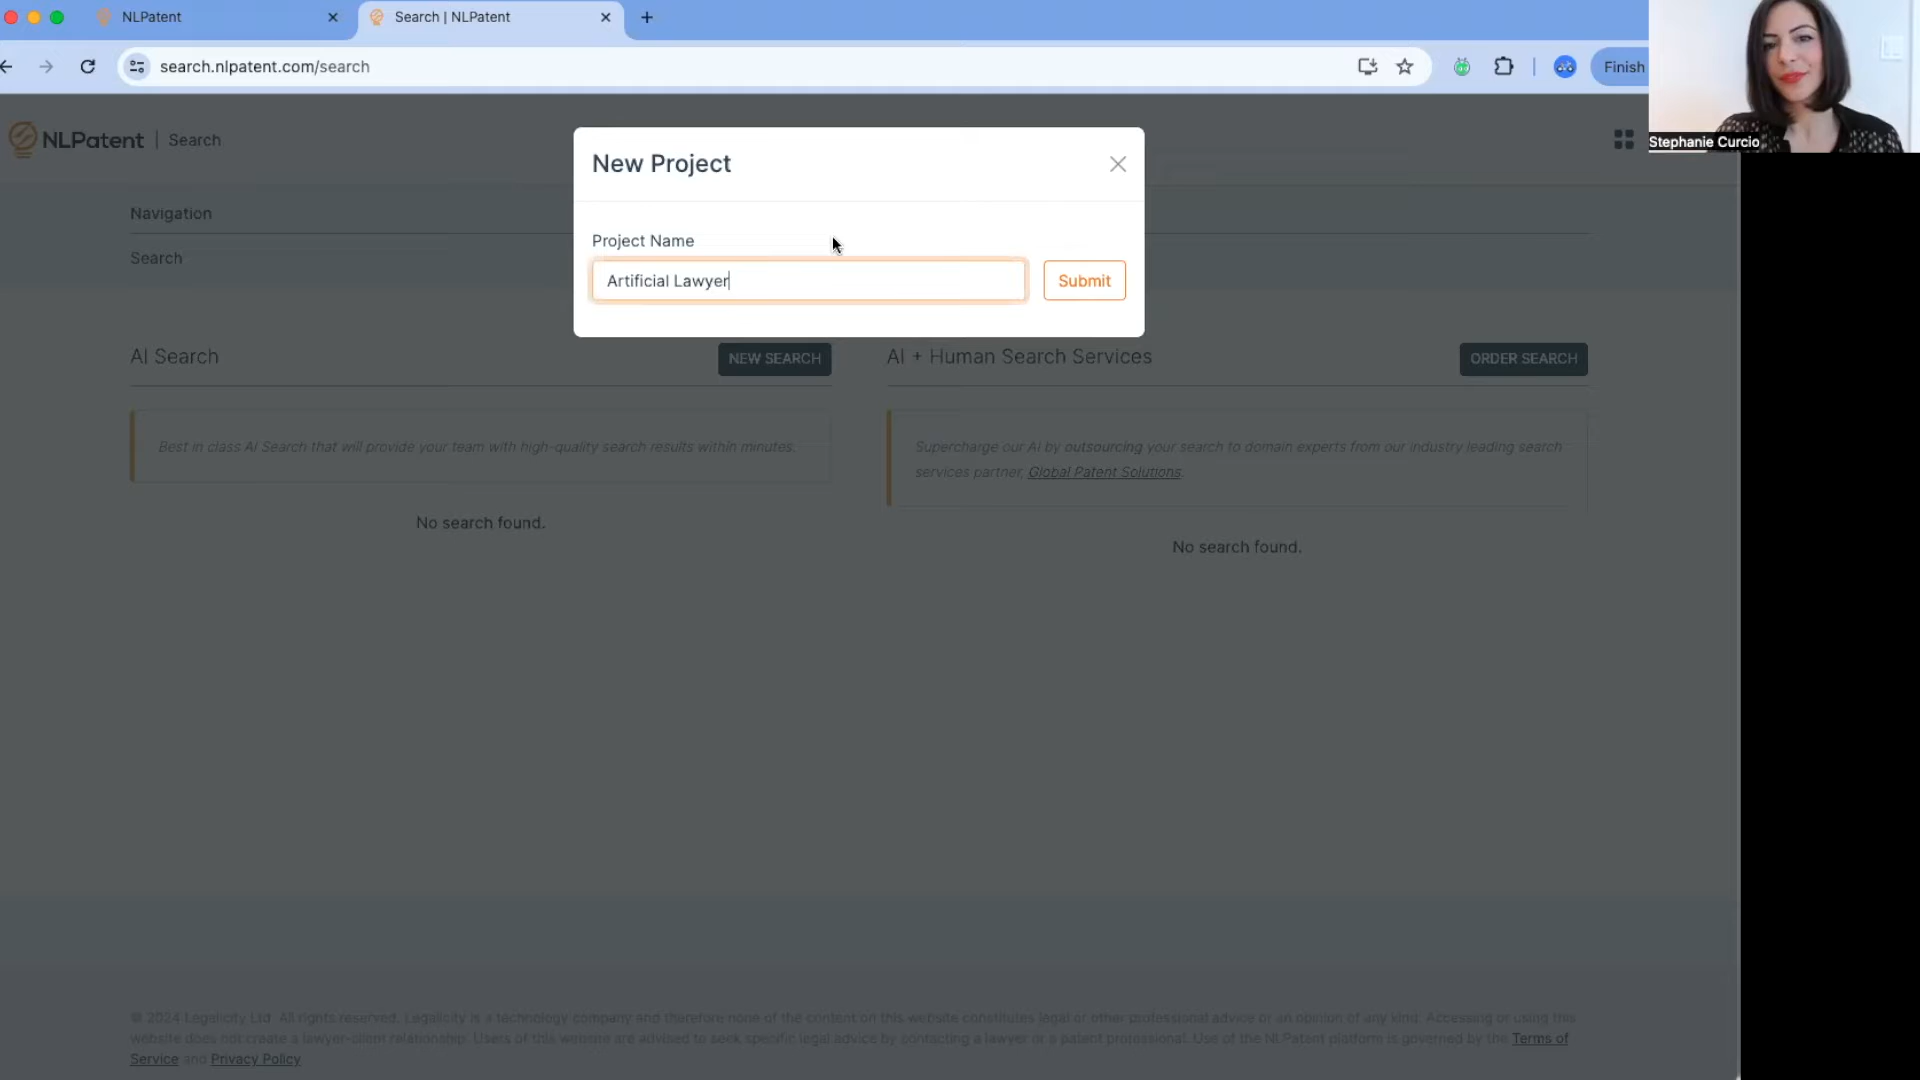 NLPatent
Search | NLPatent
search.nlpatent.com/search
Finish
Stephanie Curcio
NLPatent | Search
New Project
Navigation
Project Name
Search
Artificial Lawyer
Submit
AI Search
NEW SEARCH
AI + Human Search Services
ORDER SEARCH
Best in class AI Search that will provide your team with high-quality search results within minutes.
Supercharge our AI by outsourcing your search to domain experts from our industry leading search
services partner, Global Patent Solutions.
No search found.
No search found.
© 2024 Legalicity Ltd. All rights reserved. Legalicity is a technology company and therefore none of the content on this website constitutes legal or other professional advice or an opinion of any kind. Accessing or using this
website does not create a lawyer-client relationship. Users of this website are advised to seek specific legal advice by contacting a lawyer or a patent professional. Use of the NLPatent platform is governed by the Terms of
Service and Privacy Policy.